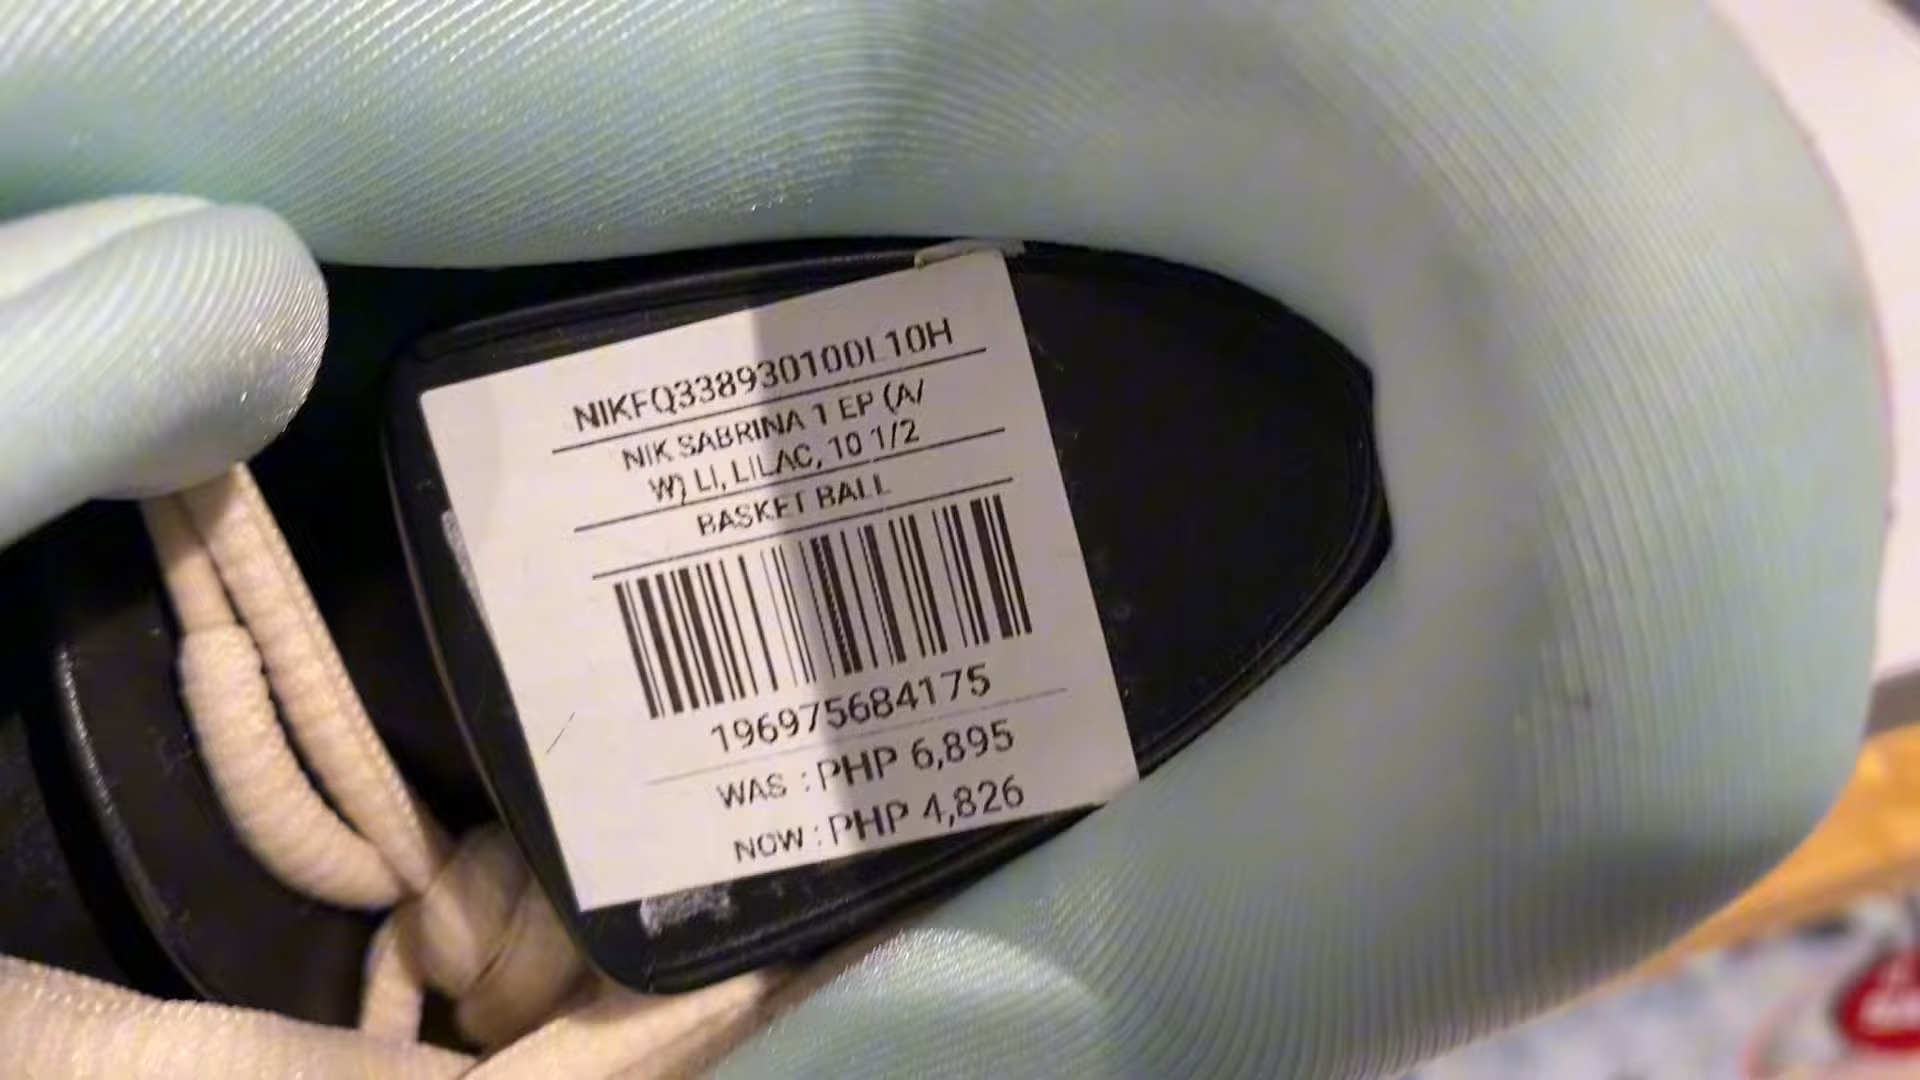 NIKFQ338930100L10H
NIK SABRINA 1 EP (A/
W) LI, LILAC, 10 1/2
BASKET BALL
196975684175
WAS : PHP 6,895
NOW : PHP 4,826